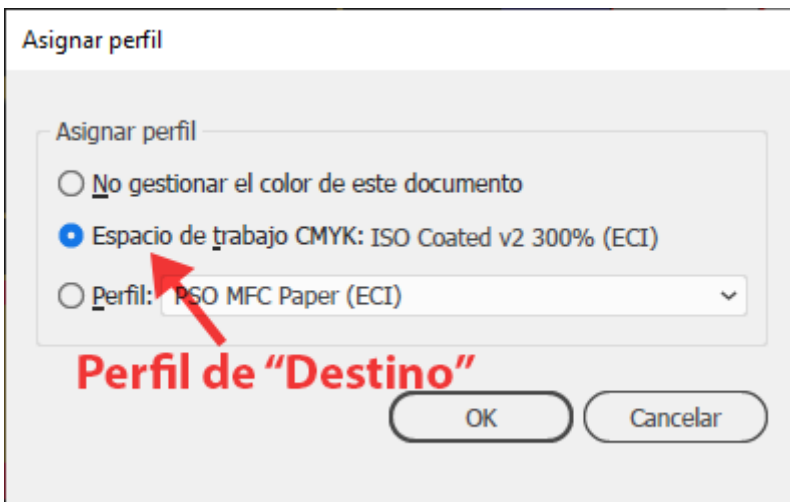 Asignar perfil
Asignar perfil
No gestionar el color de este documento
Espacio de trabajo CMYK: ISO Coated v2 300% (ECI)
Perfil: PSO MFC Paper (ECI)
Perfil de “Destino”
OK Cancelar